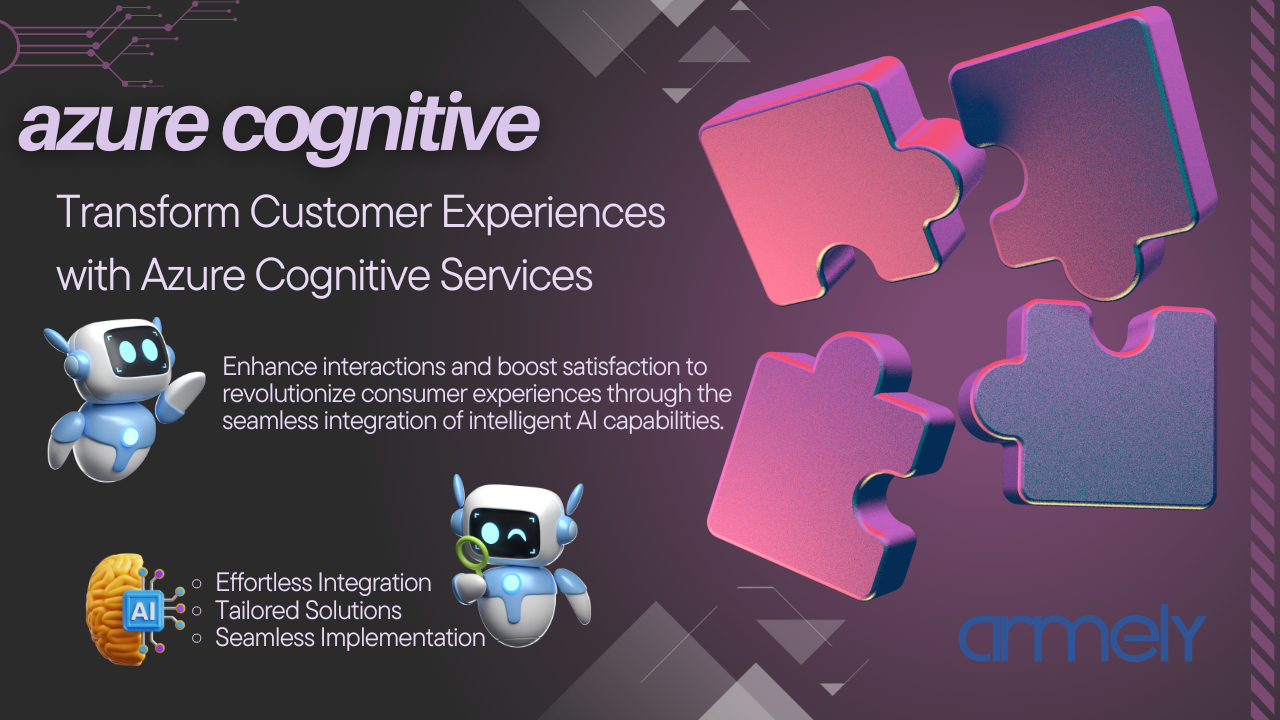 azure cognitive
Transform Customer Experiences
with Azure Cognitive Services
Enhance interactions and boost satisfaction to
revolutionize consumer experiences through the
seamless integration of intelligent AI capabilities.
AI
Effortless Integration
Tailored Solutions
Seamless Implementation
armely